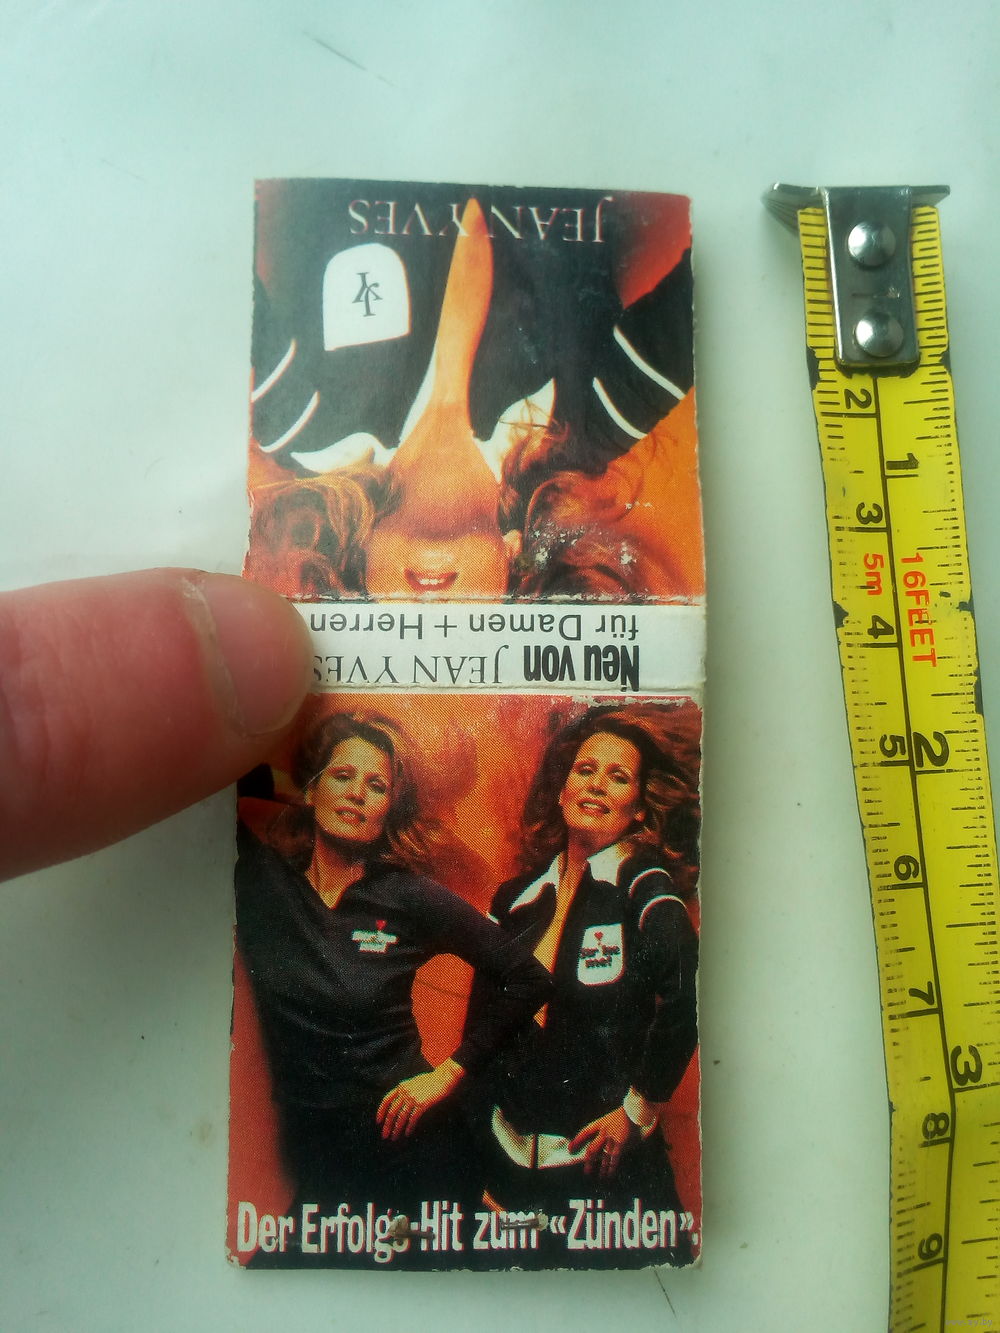 JEAN YVES
JY
Neu von JEAN YVES
für Damen + Herren
Der Erfolgs-Hit zum «Zünden».
1
2
3
2
3
4
5
6
7
8
9
5m
16FEET